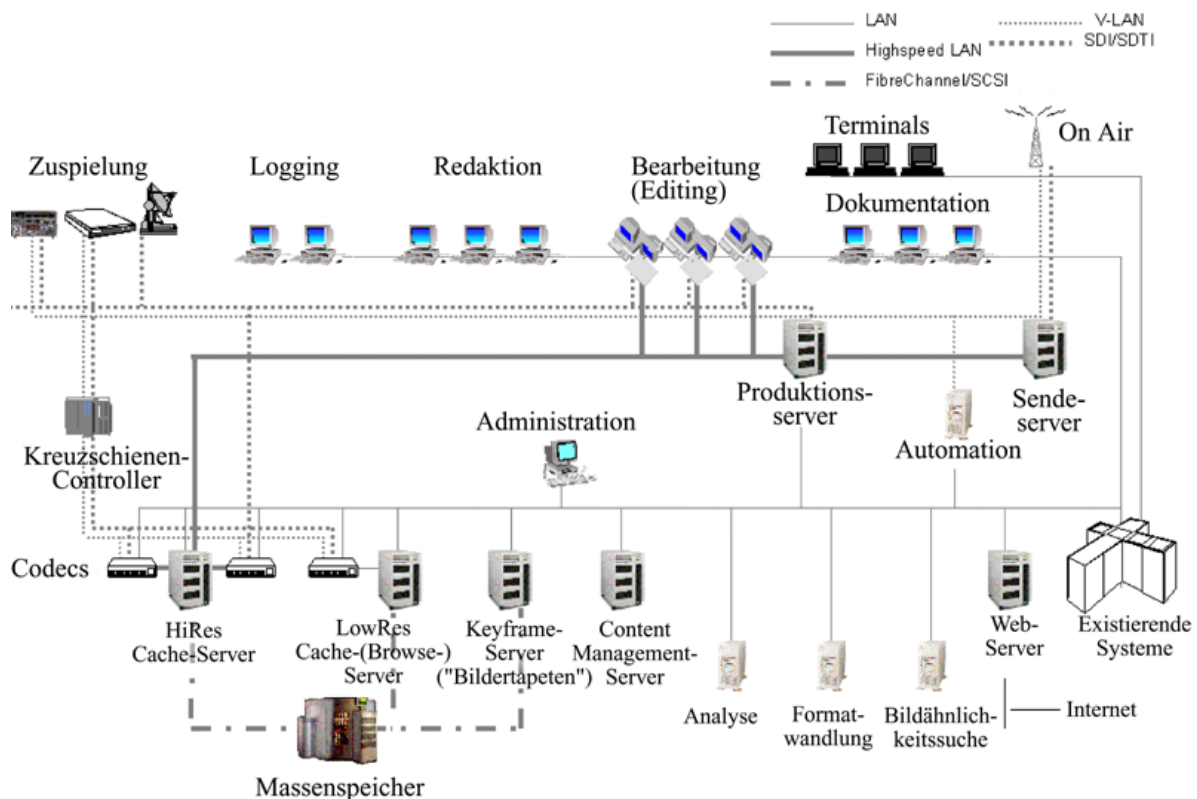 LAN
V-LAN
Highspeed LAN
SDI/SDTI
FibreChannel/SCSI
Terminals
On Air
Zuspielung
Logging
Redaktion
Bearbeitung
(Editing)
Dokumentation
Produktions-
server
Sende-
server
Administration
Automation
Kreuzschienen-
Controller
Codecs
HiRes
Cache-Server
LowRes
Cache-(Browse-)
Server
Keyframe-
Server
("Bildertapeten")
Content
Management-
Server
Web-
Server
Existierende
Systeme
Analyse
Format-
wandlung
Bildähnlich-
keitssuche
Internet
Massenspeicher